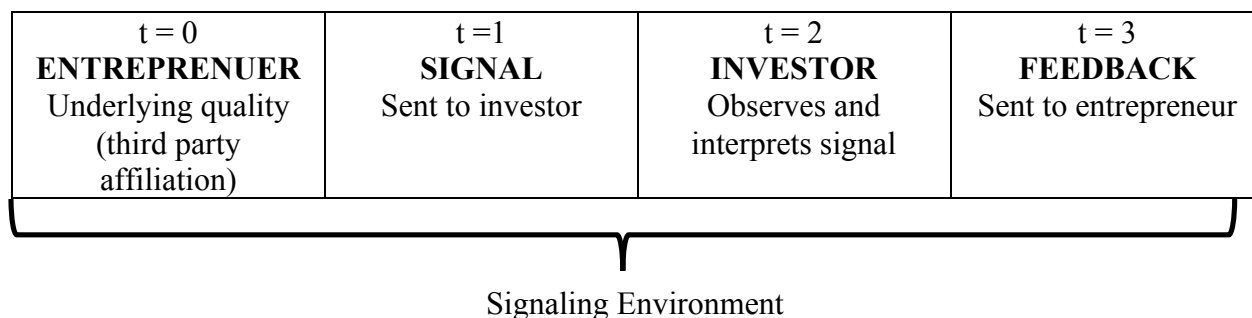 t = 0
ENTREPRENUER
Underlying quality
(third party
affiliation)
t =1
SIGNAL
Sent to investor
t = 2
INVESTOR
Observes and
interprets signal
t = 3
FEEDBACK
Sent to entrepreneur
Signaling Environment